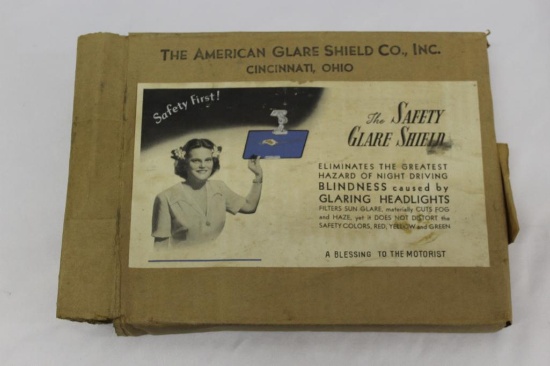 THE AMERICAN GLARE SHIELD CO., INC.
CINCINNATI, OHIO
Safety First!
The SAFETY
GLARE SHIELD
ELIMINATES THE GREATEST
HAZARD OF NIGHT DRIVING
BLINDNESS caused by
GLARING HEADLIGHTS
FILTERS SUN GLARE, materially CUTS FOG
and HAZE, yet it DOES NOT DISTORT the
SAFETY COLORS, RED, YELLOW and GREEN
A BLESSING TO THE MOTORIST